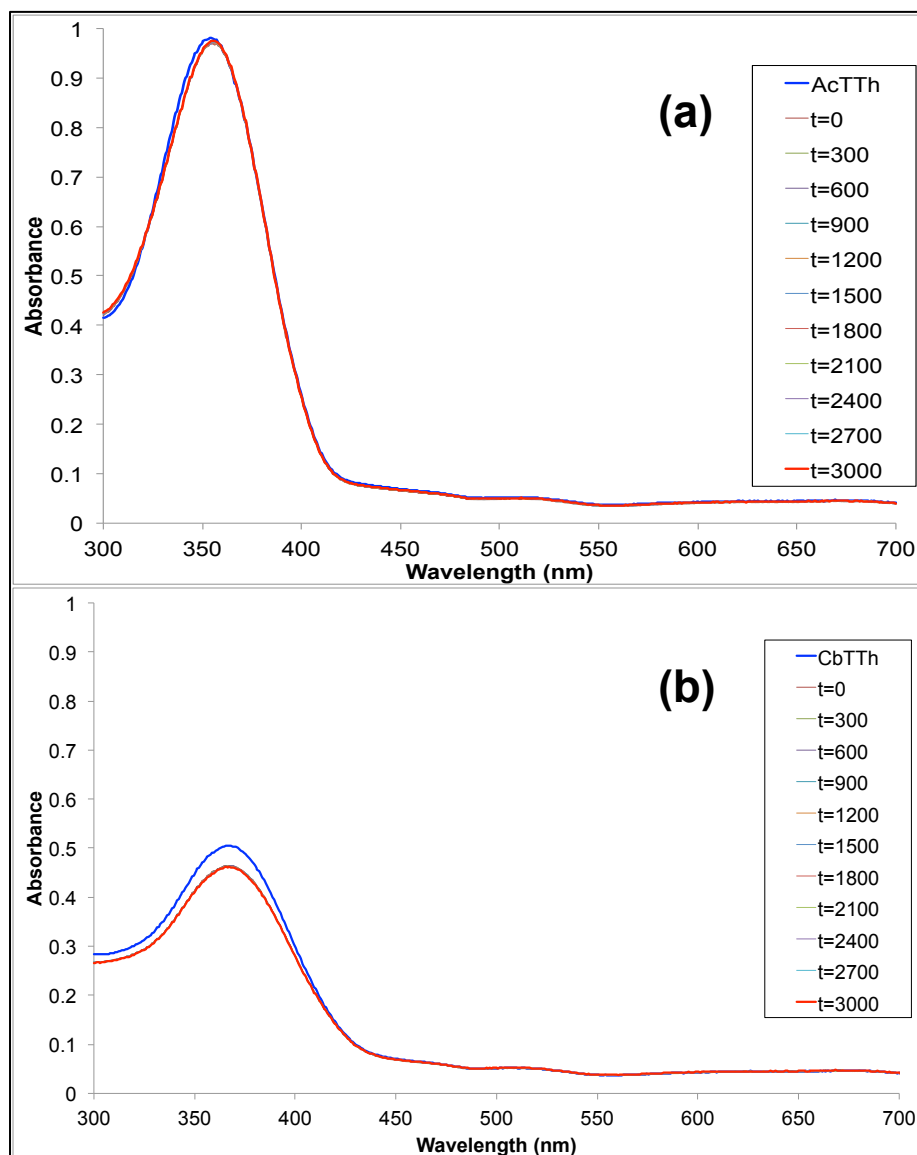 1
0.9
0.8
0.7
0.6
0.5
0.4
0.3
0.2
0.1
0
Absorbance
300 350 400 450 500 550 600 650 700
Wavelength (nm)
(a)
AcTTh
t=0
t=300
t=600
t=900
t=1200
t=1500
t=1800
t=2100
t=2400
t=2700
t=3000
1
0.9
0.8
0.7
0.6
0.5
0.4
0.3
0.2
0.1
0
Absorbance
300 350 400 450 500 550 600 650 700
Wavelength (nm)
(b)
CbTTh
t=0
t=300
t=600
t=900
t=1200
t=1500
t=1800
t=2100
t=2400
t=2700
t=3000